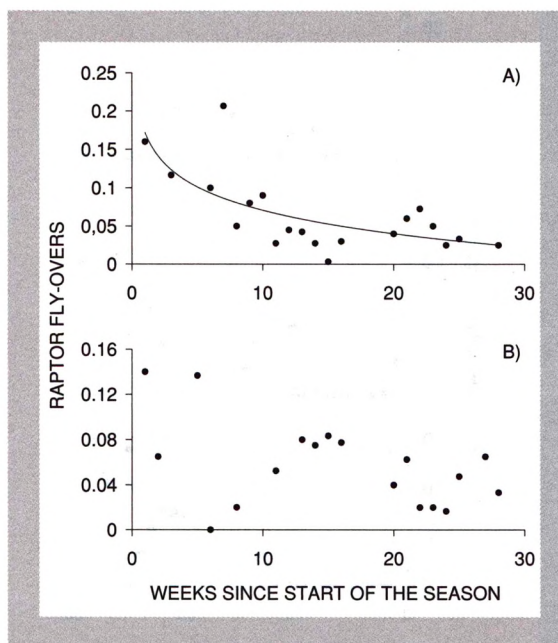 A)
0.25
0.2
0.15
0.1
0.05
0
0 10 20 30
RAPTOR FLY-OVERS
B)
0.16
0.12
0.08
0.04
0
0 10 20 30
WEEKS SINCE START OF THE SEASON